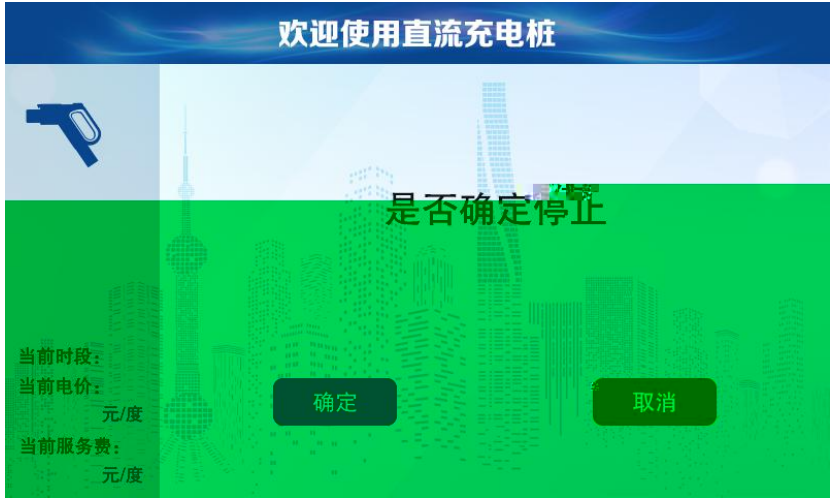 欢迎使用直流充电桩
是否确定停止
当前时段：
当前电价：
元/度
当前服务费：
元/度
确定
取消